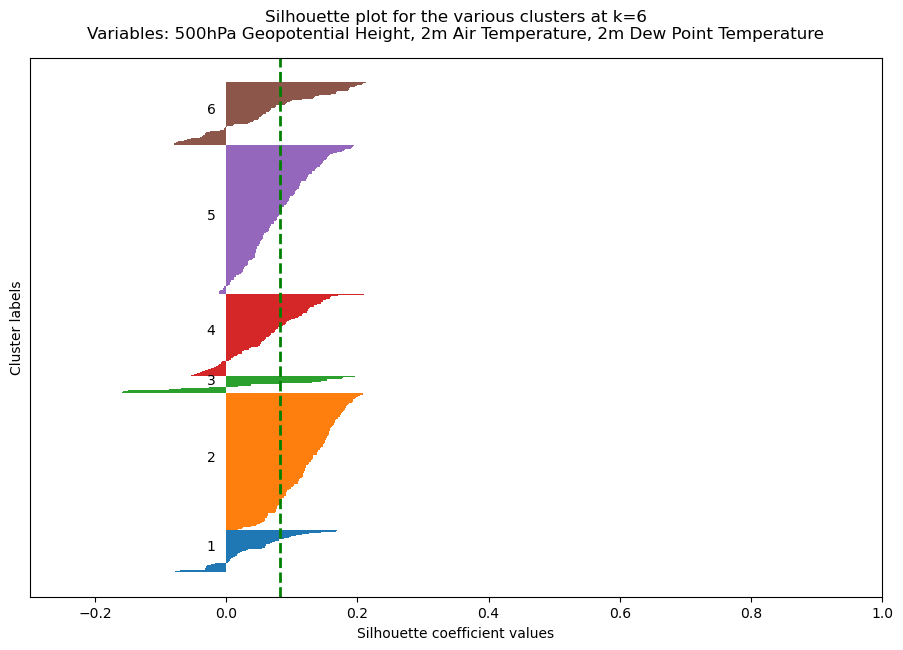 Silhouette plot for the various clusters at k=6
Variables: 500hPa Geopotential Height, 2m Air Temperature, 2m Dew Point Temperature
6
5
4
3
2
1
Cluster labels
−0.2 0.0 0.2 0.4 0.6 0.8 1.0
Silhouette coefficient values